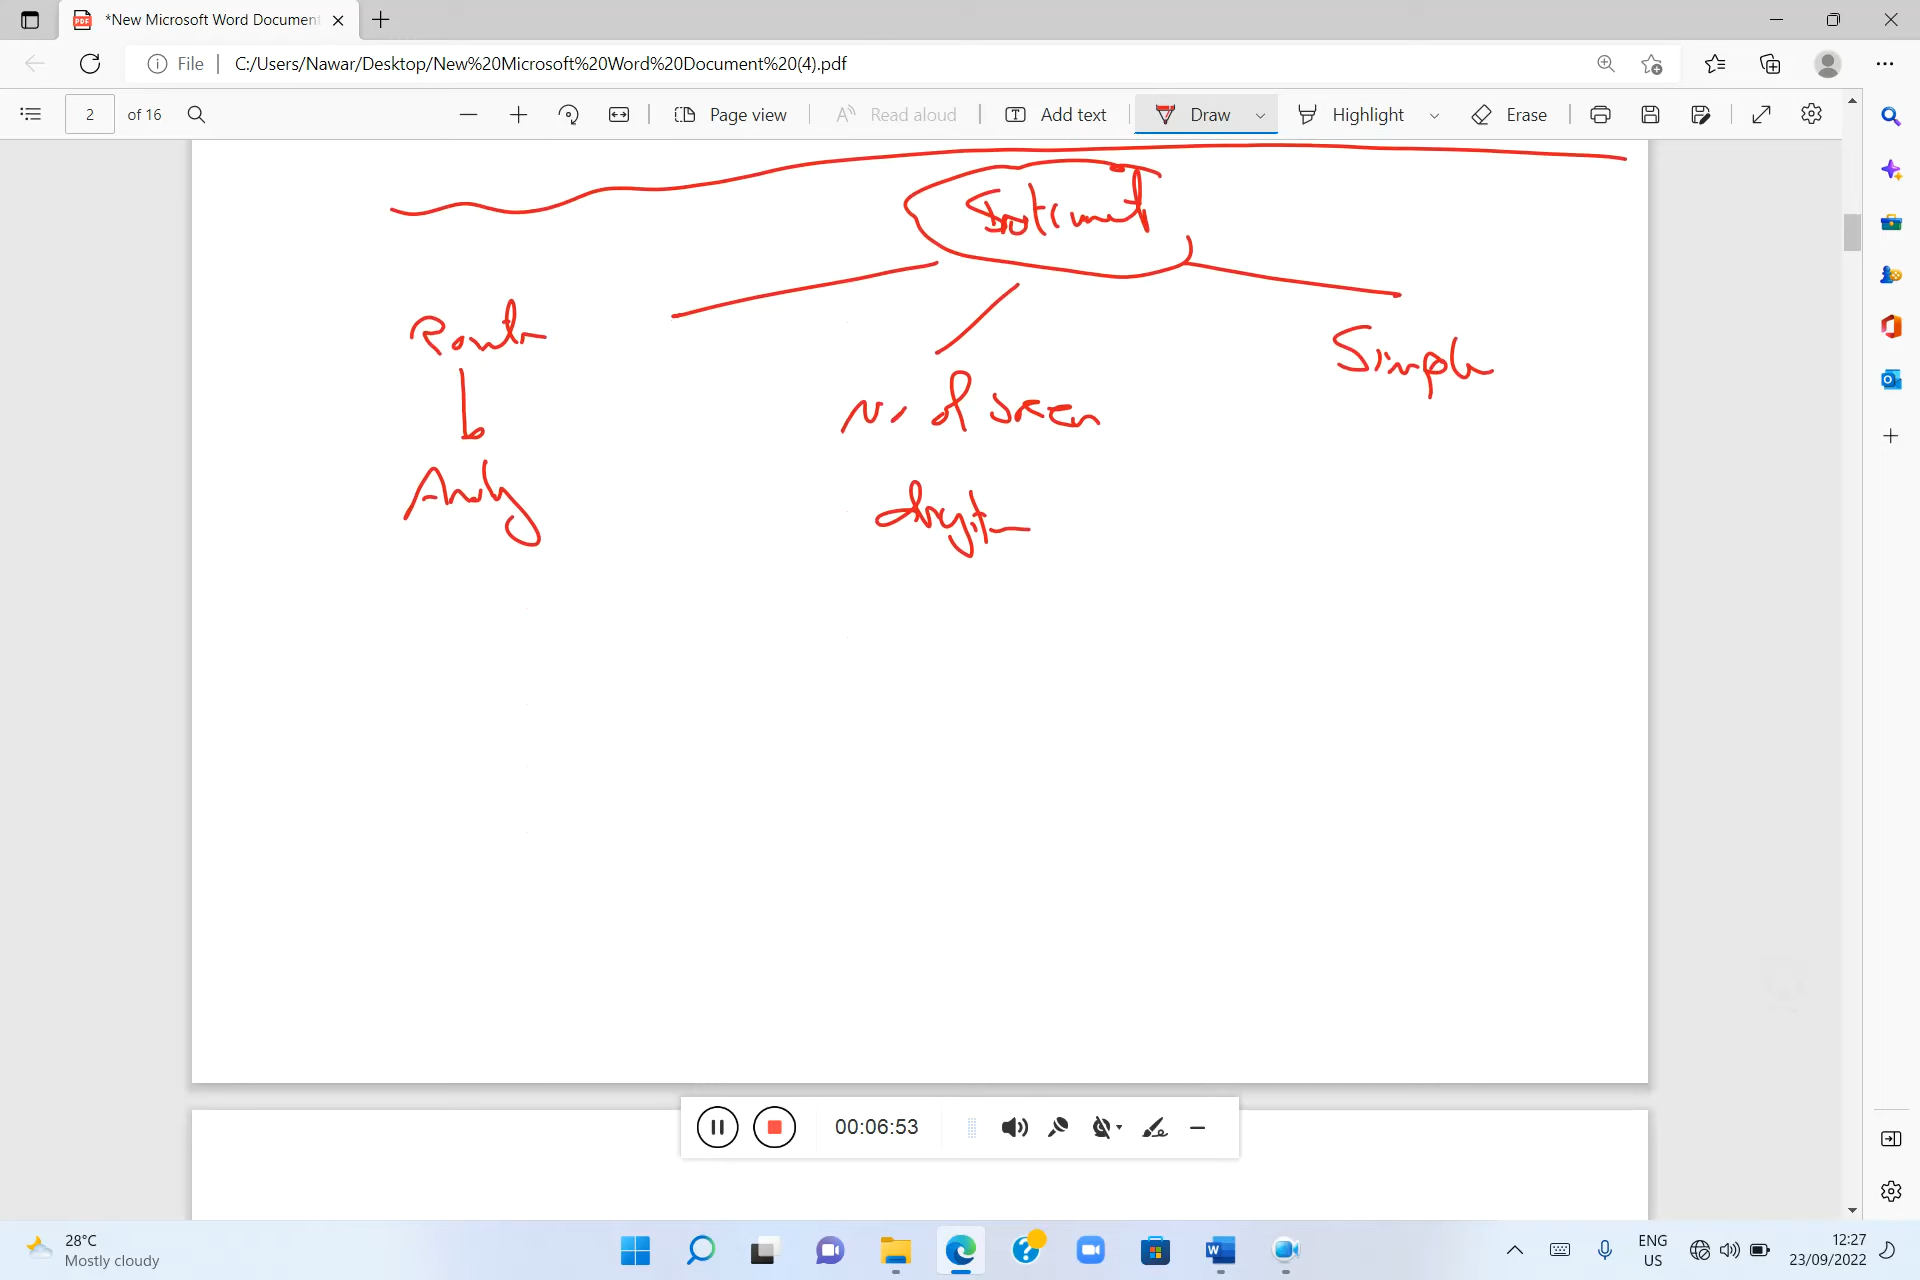 *New Microsoft Word Document
File
C:/Users/Nawar/Desktop/New%20Microsoft%20Word%20Document%20(4).pdf
2 of 16
Page view
Read aloud
Add text
Draw
Highlight
Erase
Simple
No of
00:06:53
28°C
Mostly cloudy
ENG
US
12:27
23/09/2022